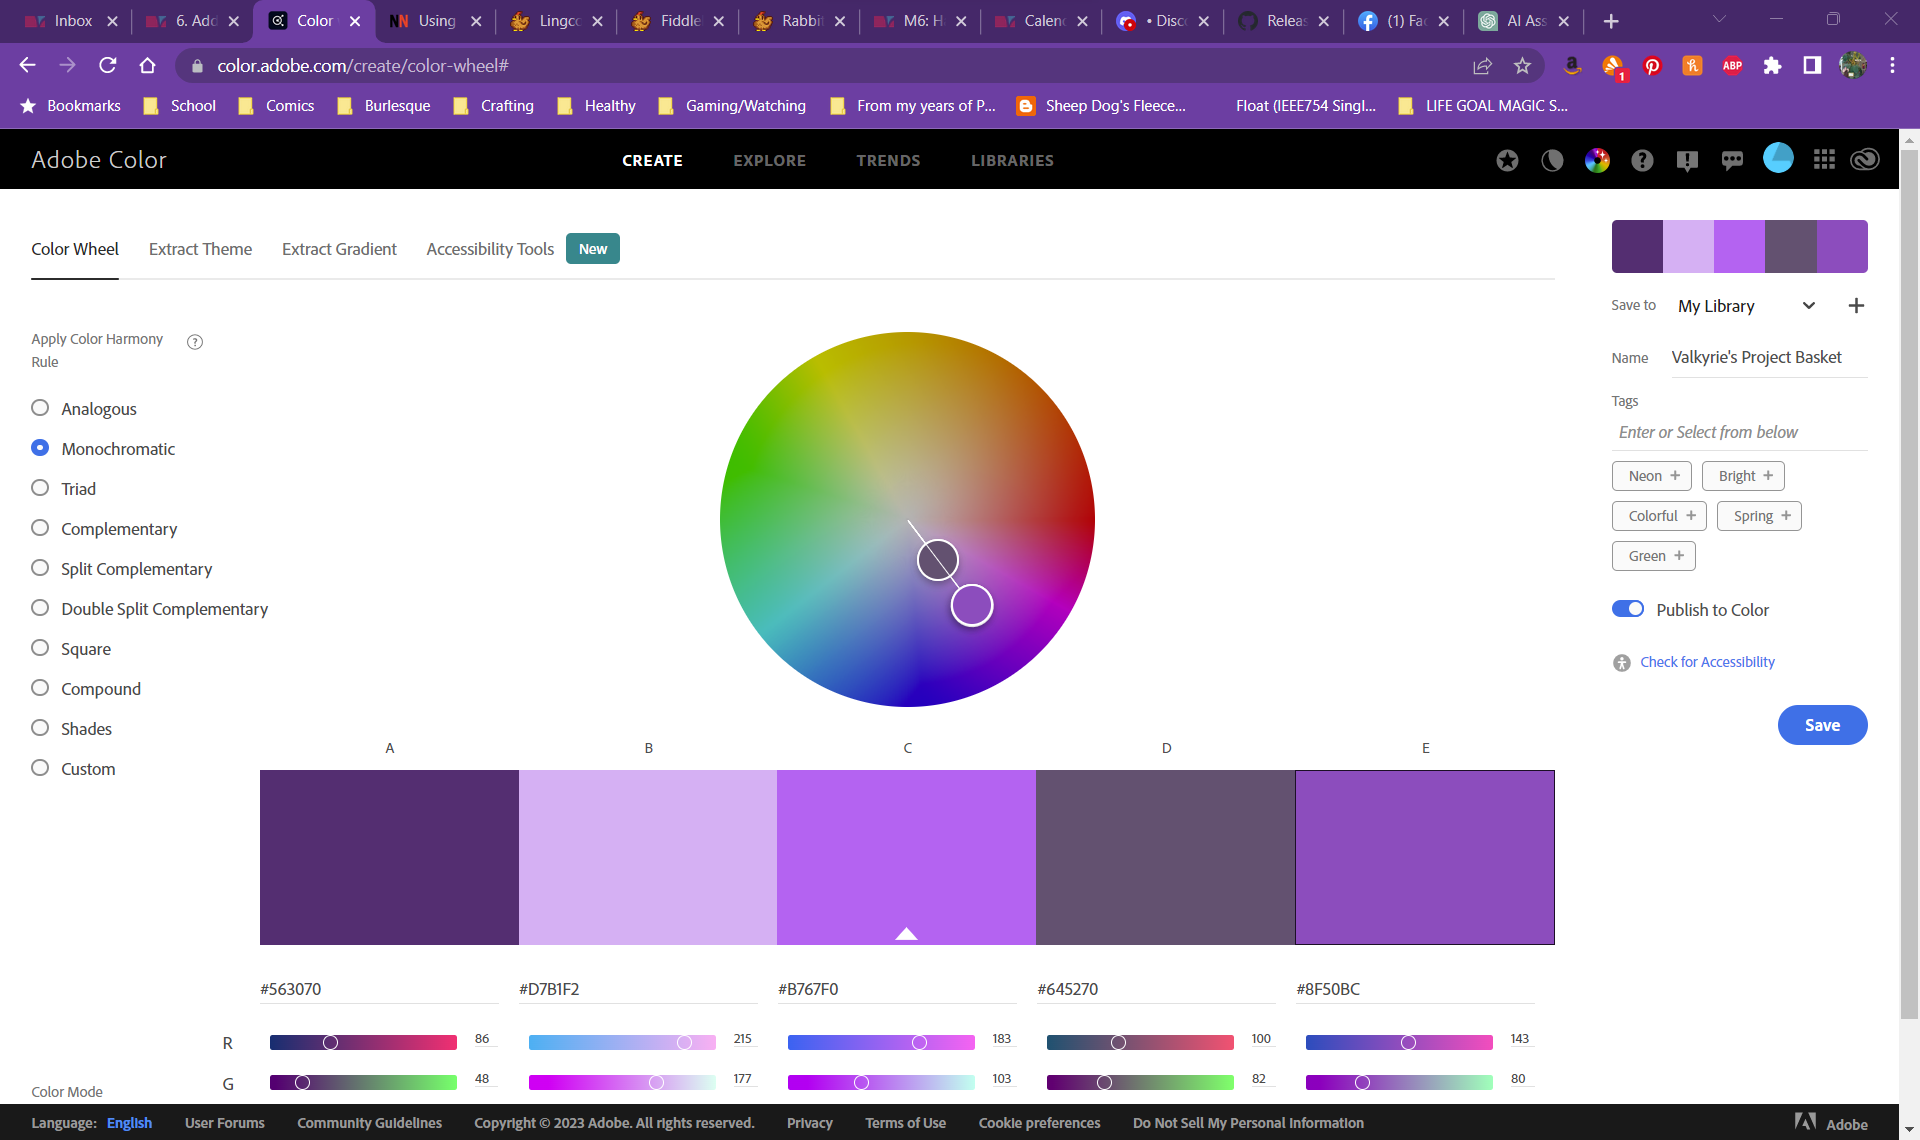 Inbox
6. Add
Color
Using
Lingco
Fiddle
Rabbit
M6: H
Calend
• Disco
Releas
(1) Fac
AI Ass
color.adobe.com/create/color-wheel#
1
ABP
Bookmarks
School
Comics
Burlesque
Crafting
Healthy
Gaming/Watching
From my years of P...
Sheep Dog's Fleece...
Float (IEEE754 Singl...
LIFE GOAL MAGIC S...
Adobe Color
CREATE
EXPLORE
TRENDS
LIBRARIES
Color Wheel
Extract Theme
Extract Gradient
Accessibility Tools
New
Apply Color Harmony
Rule
Analogous
Monochromatic
Triad
Complementary
Split Complementary
Double Split Complementary
Square
Compound
Shades
Custom
Save to
My Library
Name
Valkyrie's Project Basket
Tags
Enter or Select from below
Neon +
Bright +
Colorful +
Spring +
Green +
Publish to Color
Check for Accessibility
Save
A
B
C
D
E
#563070
#D7B1F2
#B767F0
#645270
#8F50BC
R
86
215
183
100
143
G
48
177
103
82
80
Color Mode
Language: English
User Forums
Community Guidelines
Copyright © 2023 Adobe. All rights reserved.
Privacy
Terms of Use
Cookie preferences
Do Not Sell My Personal Information
Adobe